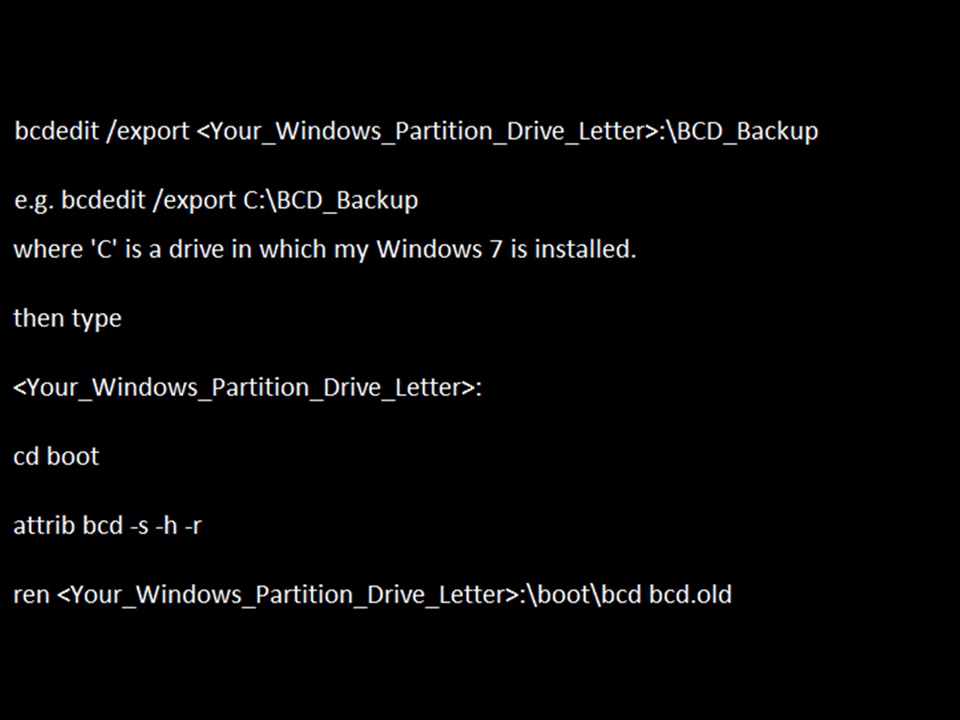 bcdedit /export <Your_Windows_Partition_Drive_Letter>:\BCD_Backup
e.g. bcdedit /export C:\BCD_Backup
where 'C' is a drive in which my Windows 7 is installed.
then type
<Your_Windows_Partition_Drive_Letter>:
cd boot
attrib bcd -s -h -r
ren <Your_Windows_Partition_Drive_Letter>:\boot\bcd bcd.old